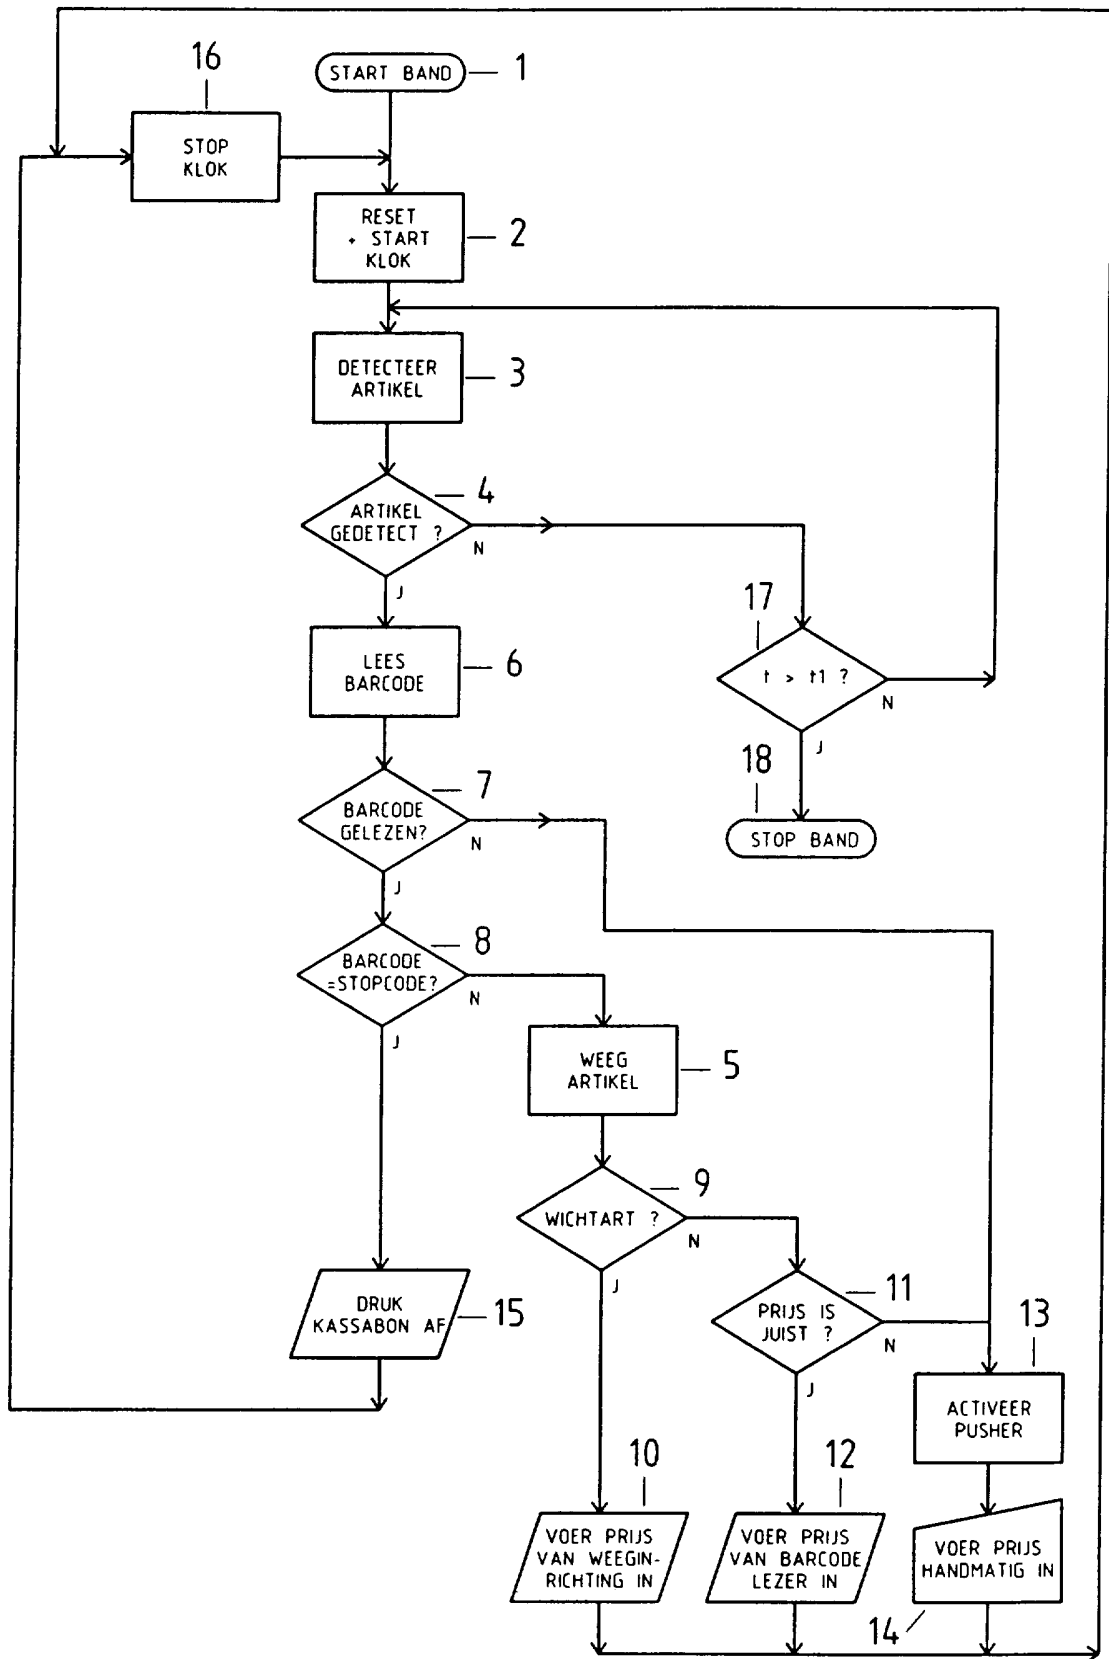 16
START BAND
1
STOP
KLOK
RESET
+ START
KLOK
2
DETECTEER
ARTIKEL
3
4
ARTIKEL
GEDETECT ?
N
J
17
LEES
BARCODE
6
t > t1 ?
N
J
18
7
BARCODE
GELEZEN?
N
STOP BAND
J
8
BARCODE
=STOPCODE?
N
J
WEEG
ARTIKEL
5
9
WICHTART ?
N
J
11
DRUK
KASSABON AF
15
PRIJS IS
JUIST ?
N
13
J
ACTIVEER
PUSHER
10
12
VOER PRIJS
VAN WEEGIN-
RICHTING IN
VOER PRIJS
VAN BARCODE
LEZER IN
VOER PRIJS
HANDMATIG IN
14